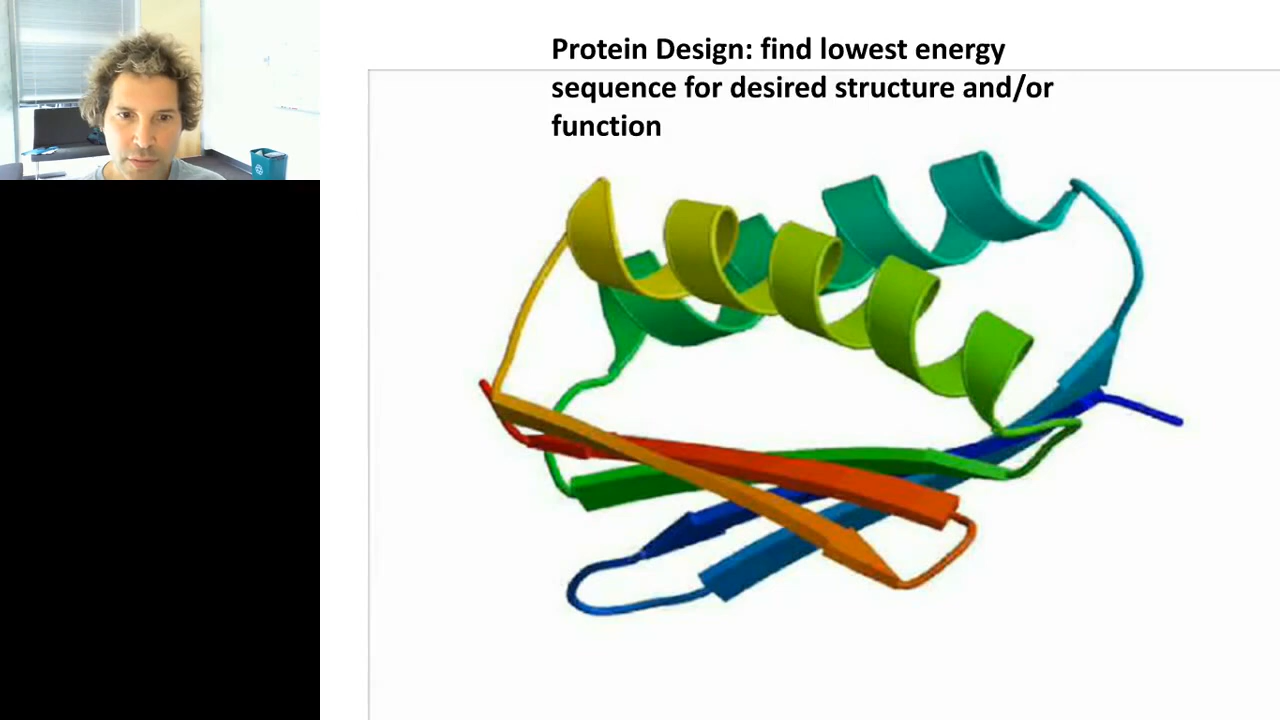 Protein Design: find lowest energy
sequence for desired structure and/or
function